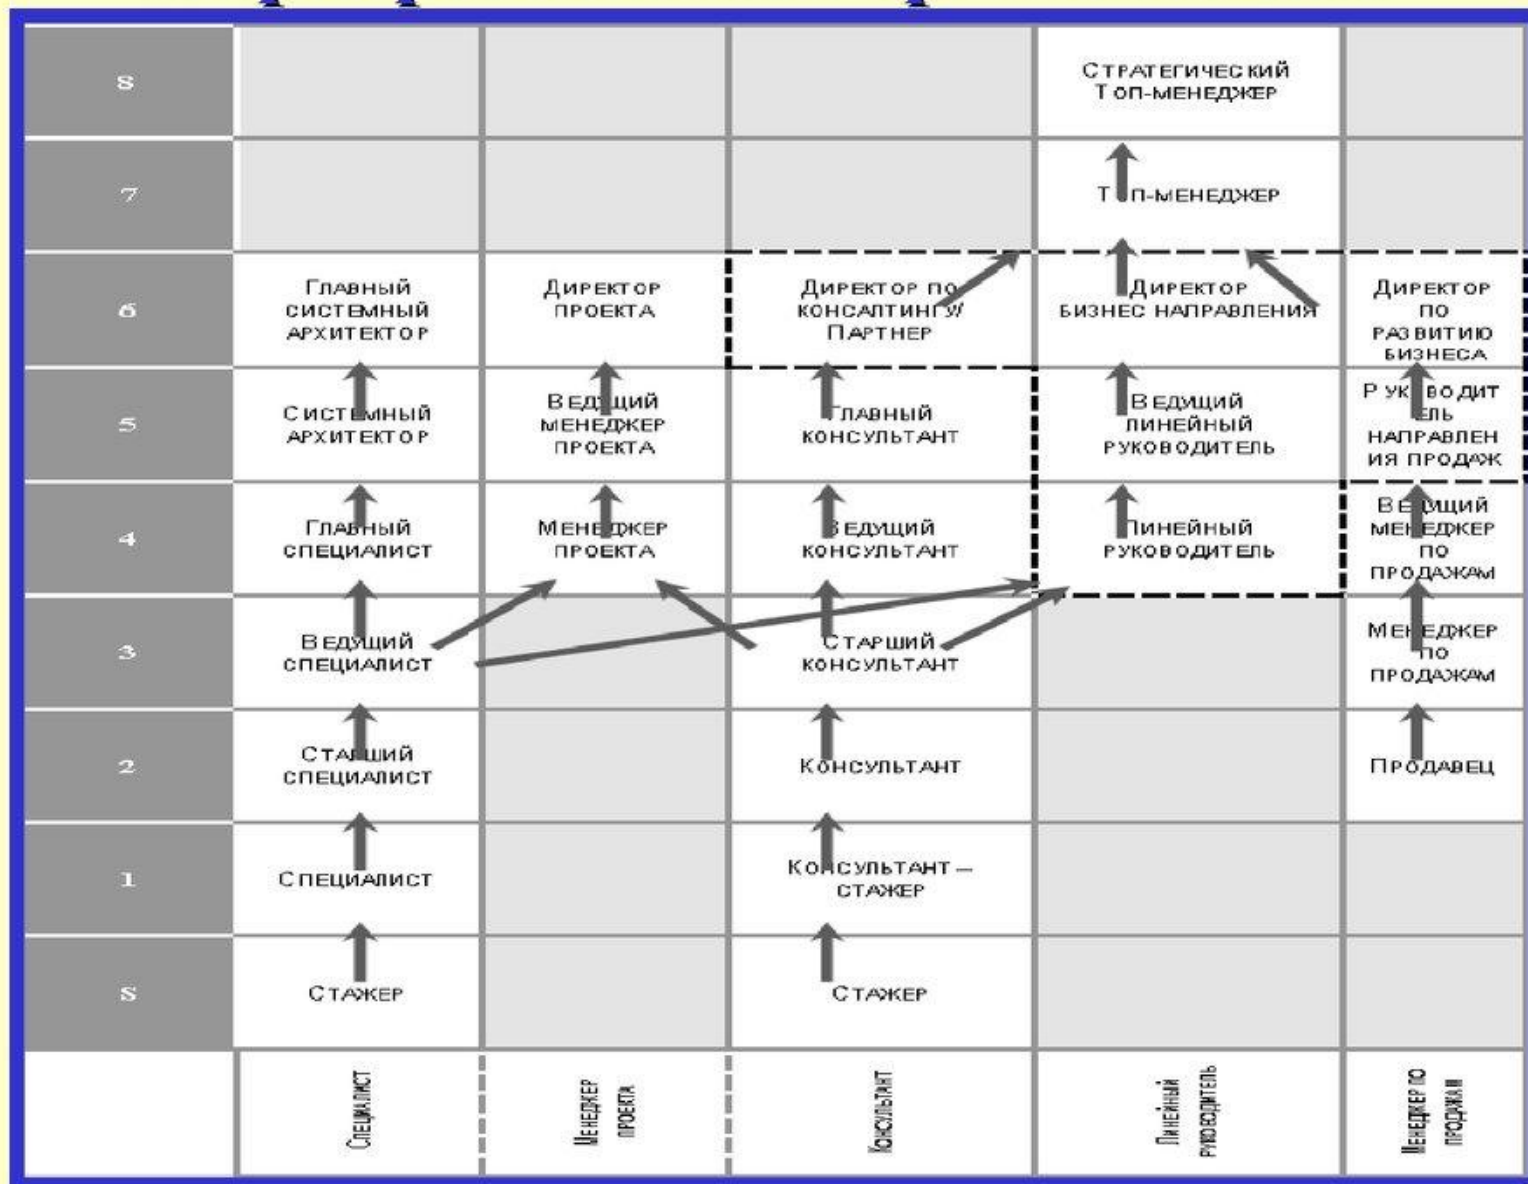 8
СТРАТЕГИЧЕСКИЙ
ТОП-МЕНЕДЖЕР
7
ТОП-МЕНЕДЖЕР
6
ГЛАВНЫЙ
СИСТЕМНЫЙ
АРХИТЕКТОР
ДИРЕКТОР
ПРОЕКТА
ДИРЕКТОР ПО
КОНСАЛТИНГУ/
ПАРТНЕР
ДИРЕКТОР
БИЗНЕС НАПРАВЛЕНИЯ
ДИРЕКТОР
ПО
РАЗВИТИЮ
БИЗНЕСА
5
СИСТЕМНЫЙ
АРХИТЕКТОР
ВЕДУЩИЙ
МЕНЕДЖЕР
ПРОЕКТА
ГЛАВНЫЙ
КОНСУЛЬТАНТ
ВЕДУЩИЙ
ЛИНЕЙНЫЙ
РУКОВОДИТЕЛЬ
РУКОВОДИТ
ЕЛЬ
НАПРАВЛЕН
ИЯ ПРОДАЖ
4
ГЛАВНЫЙ
СПЕЦИАЛИСТ
МЕНЕДЖЕР
ПРОЕКТА
ВЕДУЩИЙ
КОНСУЛЬТАНТ
ЛИНЕЙНЫЙ
РУКОВОДИТЕЛЬ
ВЕДУЩИЙ
МЕНЕДЖЕР
ПО
ПРОДАЖАМ
3
ВЕДУЩИЙ
СПЕЦИАЛИСТ
СТАРШИЙ
КОНСУЛЬТАНТ
МЕНЕДЖЕР
ПО
ПРОДАЖАМ
2
СТАРШИЙ
СПЕЦИАЛИСТ
КОНСУЛЬТАНТ
ПРОДАВЕЦ
1
СПЕЦИАЛИСТ
КОНСУЛЬТАНТ –
СТАЖЕР
S
СТАЖЕР
СТАЖЕР
СПЕЦИАЛИСТ
МЕНЕДЖЕР
ПРОЕКТА
КОНСУЛЬТАНТ
ЛИНЕЙНЫЙ
РУКОВОДИТЕЛЬ
МЕНЕДЖЕР ПО
ПРОДАЖАМ